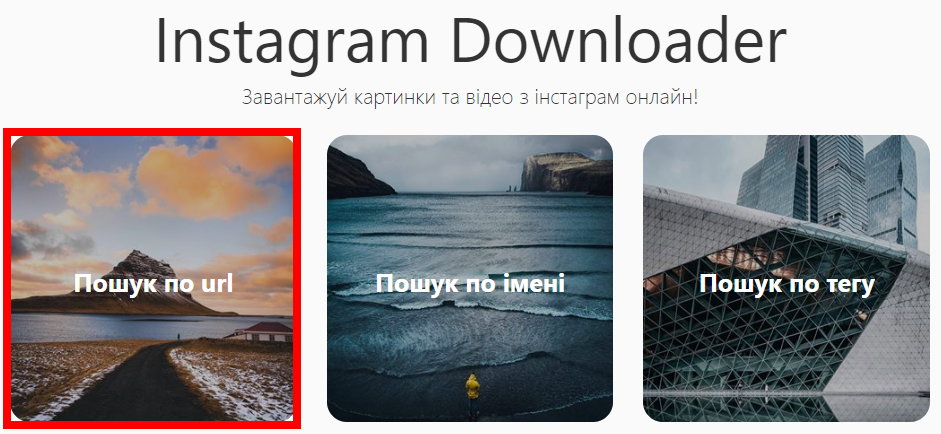 Instagram Downloader
Завантажуй картинки та відео з інстаграм онлайн!
Пошук по url
Пошук по імені
Пошук по тегу